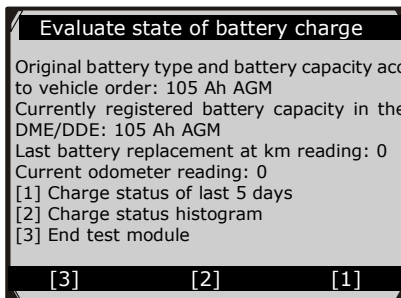 Evaluate state of battery charge
Original battery type and battery capacity acc
to vehicle order: 105 Ah AGM
Currently registered battery capacity in the
DME/DDE: 105 Ah AGM
Last battery replacement at km reading: 0
Current odometer reading: 0
[1] Charge status of last 5 days
[2] Charge status histogram
[3] End test module
[3] [2] [1]